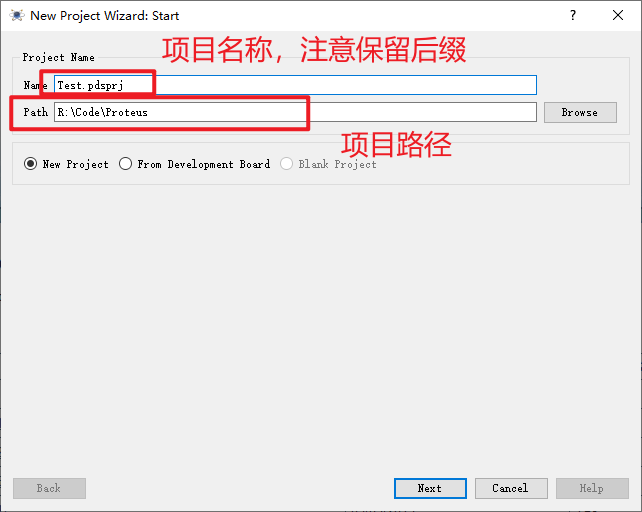 New Project Wizard: Start
项目名称，注意保留后缀
Project Name
Name Test.pdsprj
Path R:\Code\Proteus Browse
项目路径
New Project From Development Board Blank Project
Back Next Cancel Help